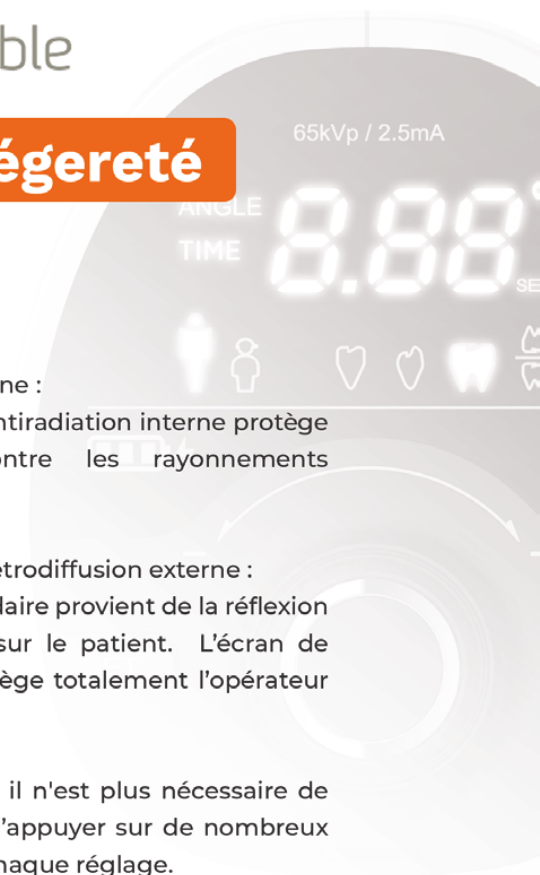 ble
égereté
65kVp / 2.5mA
ANGLE
TIME
8.88°
SE
ne :
ntiradiation interne protège
ontre les rayonnements
étrodiffusion externe :
daire provient de la réflexion
sur le patient. L’écran de
ège totalement l’opérateur
il n'est plus nécessaire de
’appuyer sur de nombreux
haque réglage.